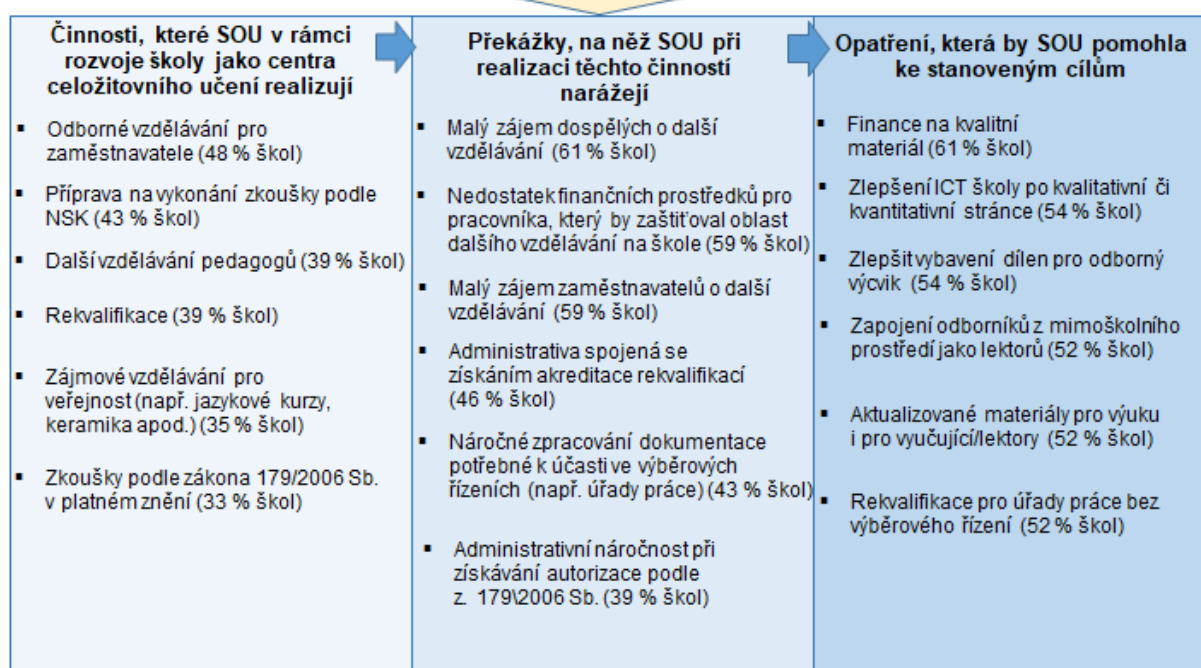 Činnosti, které SOU v rámci
rozvoje školy jako centra
celožitovního učení realizují
▪ Odborné vzdělávání pro
zaměstnavatele (48 % škol)
▪ Příprava na vykonání zkoušky podle
NSK (43 % škol)
▪ Další vzdělávání pedagogů (39 % škol)
▪ Rekvalifikace (39 % škol)
▪ Zájmové vzdělávání pro
veřejnost (např. jazykové kurzy,
keramika apod.) (35 % škol)
▪ Zkoušky podle zákona 179/2006 Sb.
v platném znění (33 % škol)
Překážky, na něž SOU při
realizaci těchto činností
narážejí
▪ Malý zájem dospělých o další
vzdělávání (61 % škol)
▪ Nedostatek finančních prostředků pro
pracovníka, který by zaštiťoval oblast
dalšího vzdělávání na škole (59 % škol)
▪ Malý zájem zaměstnavatelů o další
vzdělávání (59 % škol)
▪ Administrativa spojená se
získáním akreditace rekvalifikací
(46 % škol)
▪ Náročné zpracování dokumentace
potřebné k účasti ve výběrových
řízeních (např. úřady práce) (43 % škol)
▪ Administrativní náročnost při
získávání autorizace podle
z. 179\2006 Sb. (39 % škol)
Opatření, která by SOU pomohla
ke stanoveným cílům
▪ Finance na kvalitní
materiál (61 % škol)
▪ Zlepšení ICT školy po kvalitativní či
kvantitativní stránce (54 % škol)
▪ Zlepšit vybavení dílen pro odborný
výcvik (54 % škol)
▪ Zapojení odborníků z mimoškolního
prostředí jako lektorů (52 % škol)
▪ Aktualizované materiály pro výuku
i pro vyučující/lektory (52 % škol)
▪ Rekvalifikace pro úřady práce bez
výběrového řízení (52 % škol)